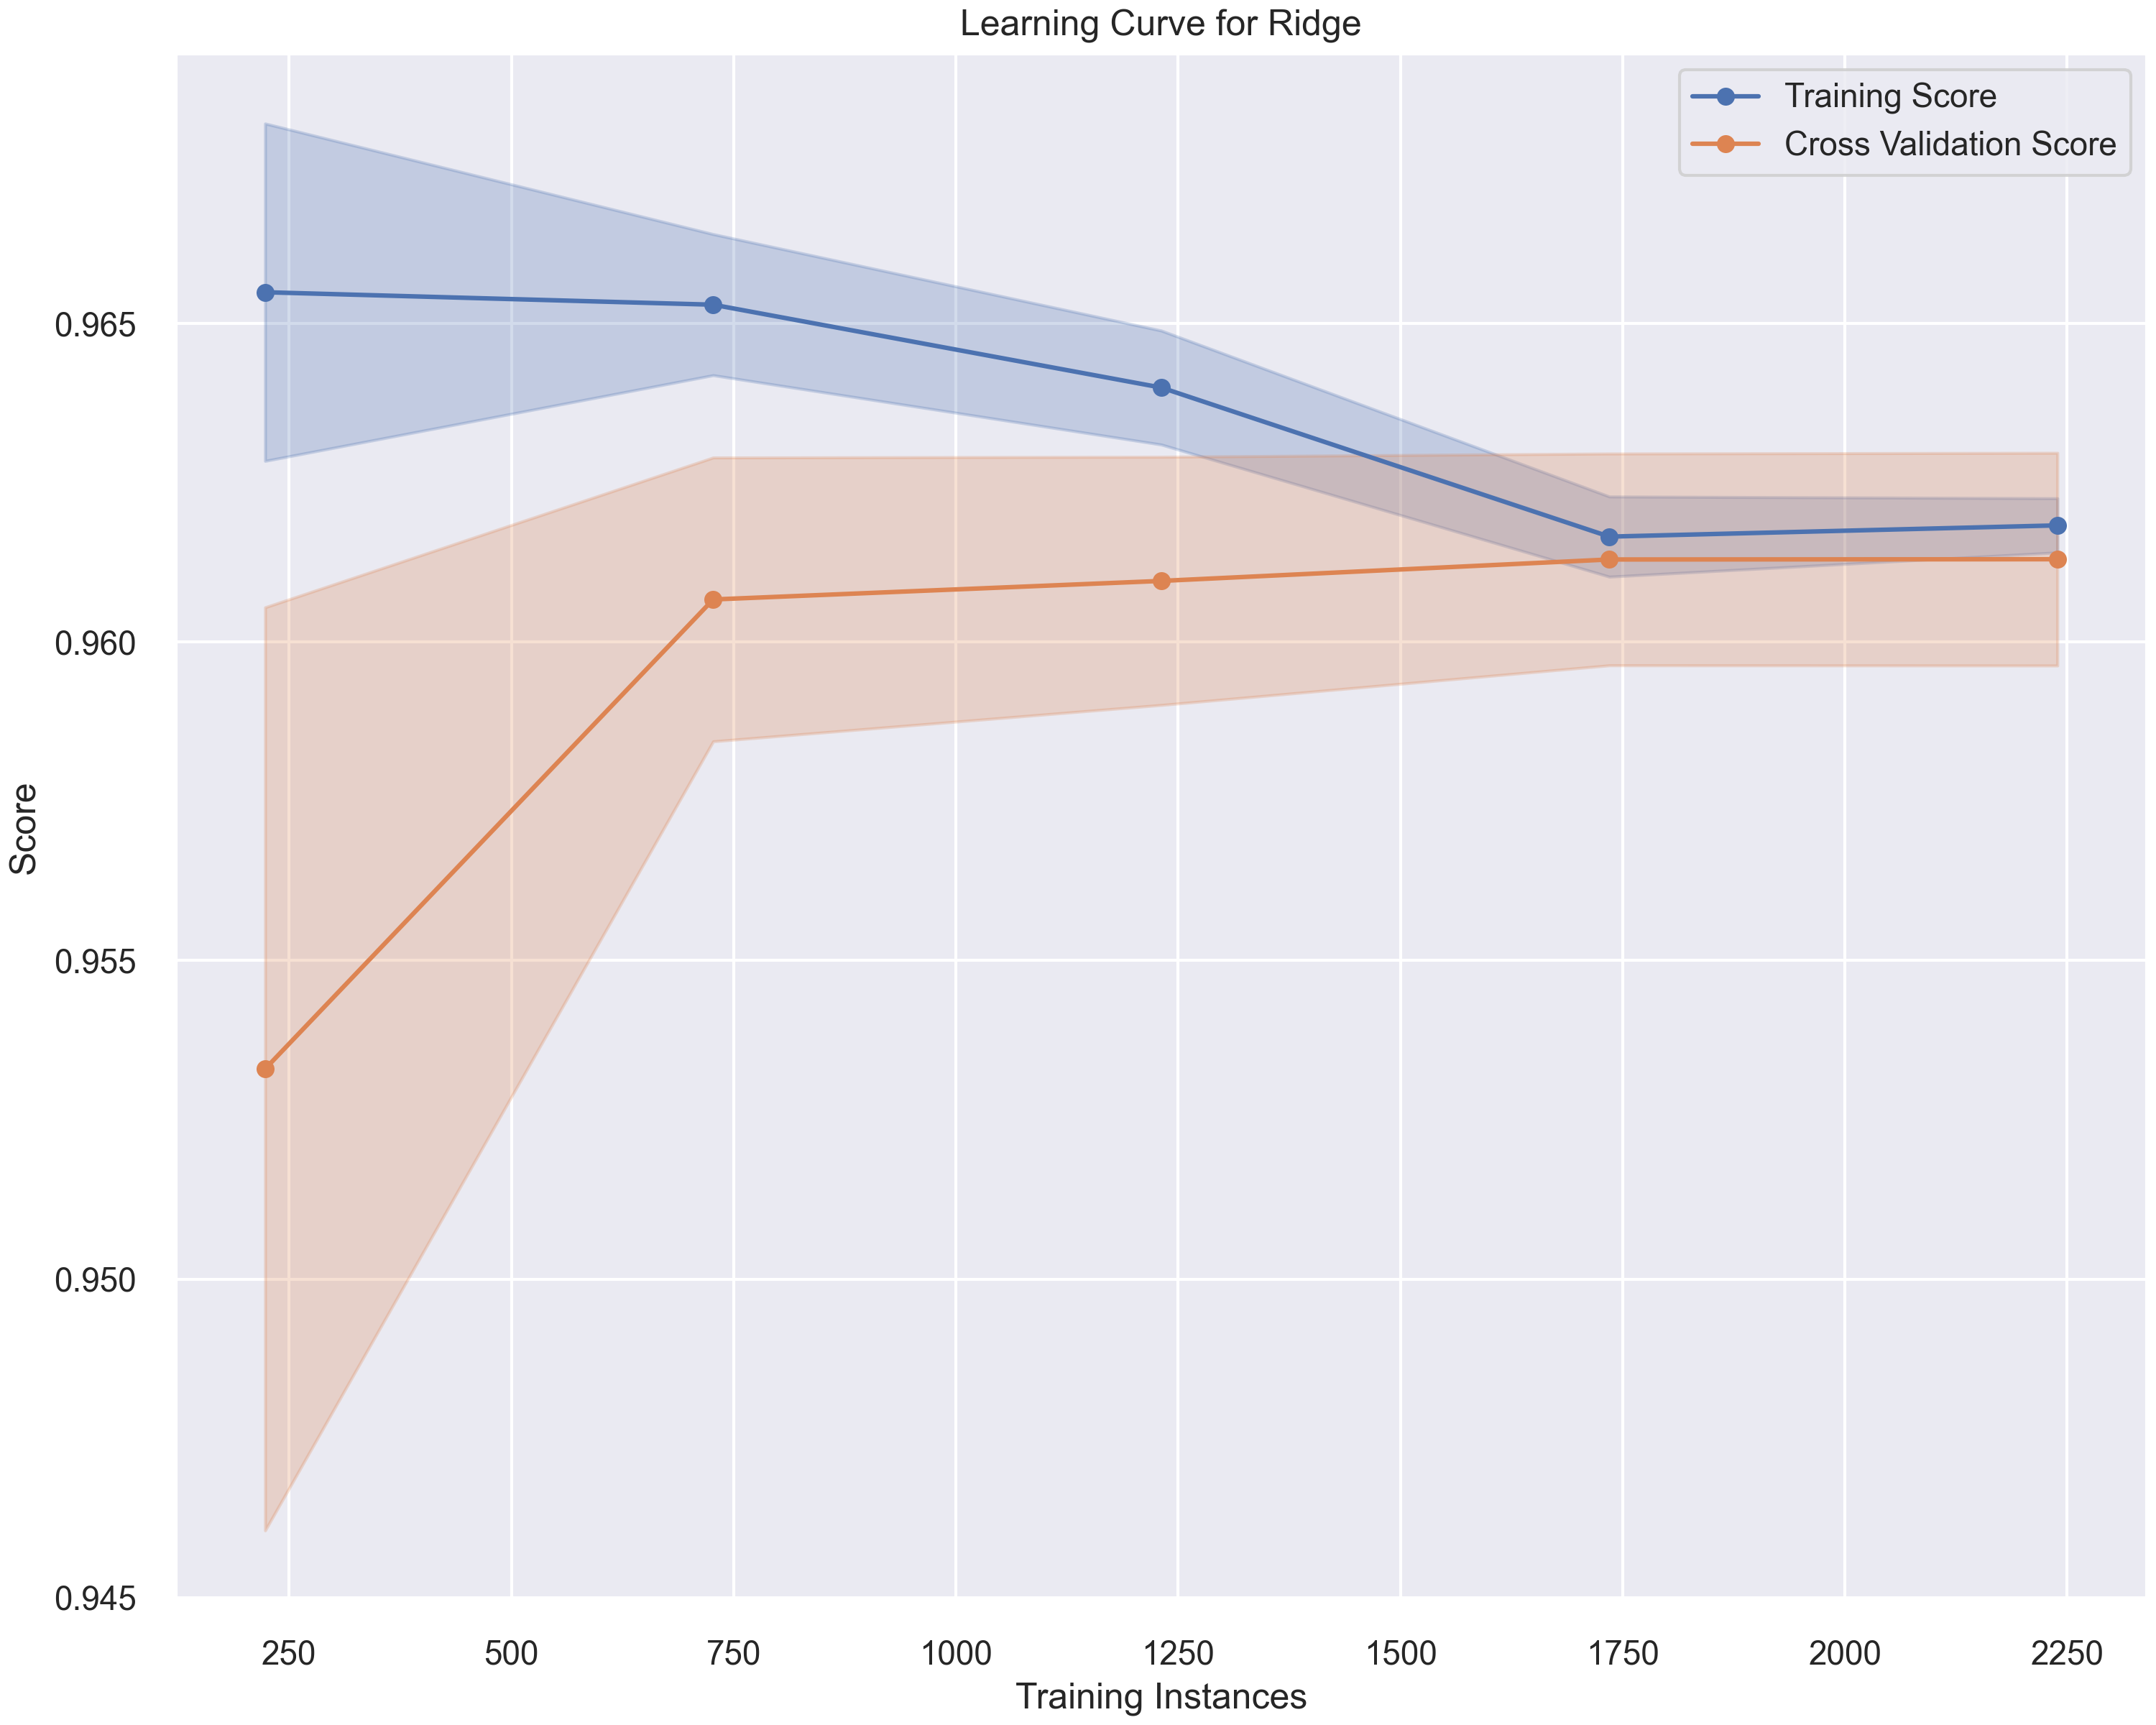 Learning Curve for Ridge
Training Score
Cross Validation Score
0.965
0.960
0.955
0.950
0.945
Score
250 500 750 1000 1250 1500 1750 2000 2250
Training Instances